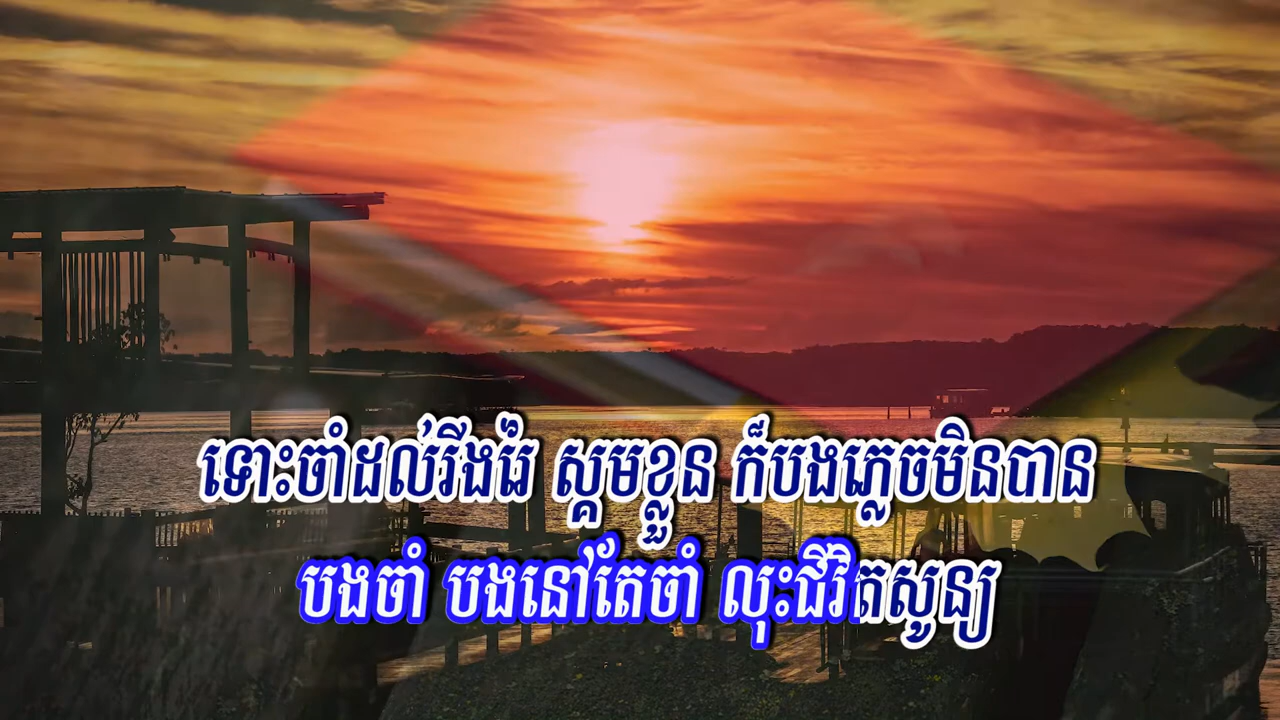 ទោះចាំដល់រីងរៃ ស្គមខ្លួន ក៏បងភ្លេចមិនបាន
បងចាំ បងនៅតែចាំ លុះជីវិតសូន្យ